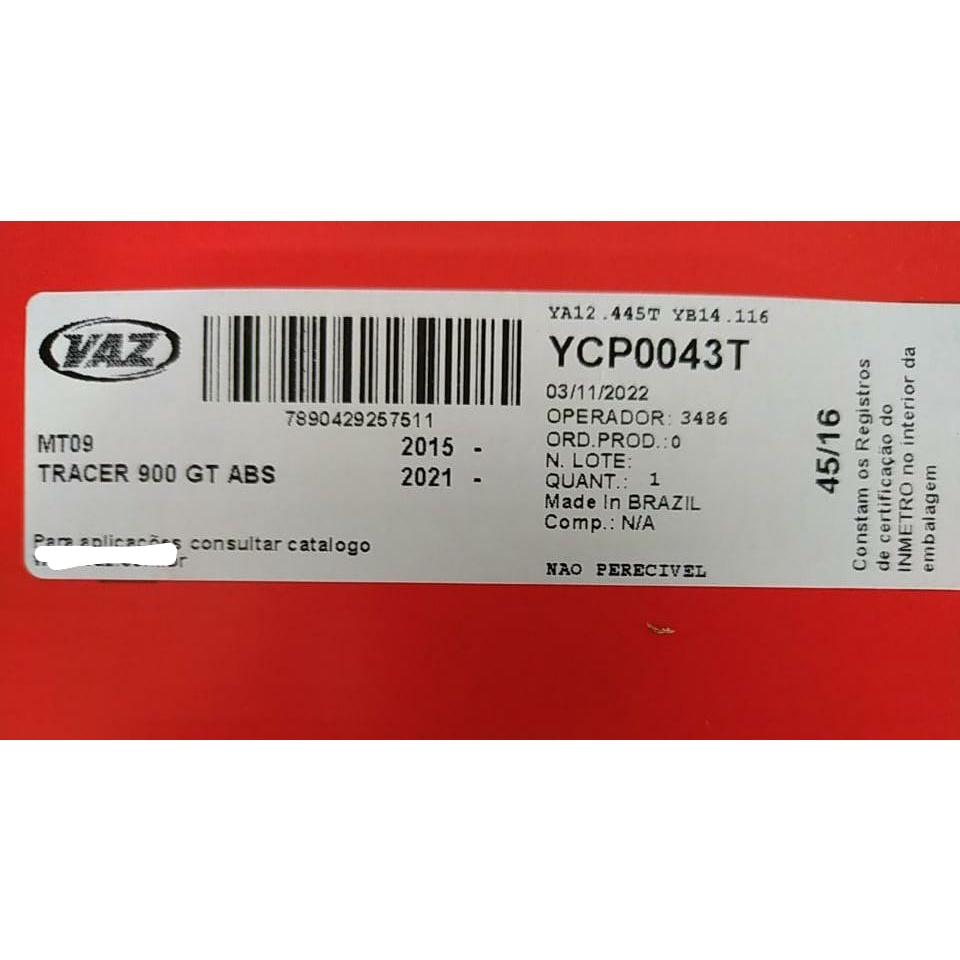 VAZ
7890429257511
MT09 2015 -
TRACER 900 GT ABS 2021 -
Para aplicações consultar catalogo
YA12.445T YB14.116
YCP0043T
03/11/2022
OPERADOR: 3486
ORD.PROD.:0
N. LOTE:
QUANT.: 1
Made In BRAZIL
Comp.: N/A
NAO PERECIVEL
45/16
Constam os Registros
de certificação do
INMETRO no interior da
embalagem